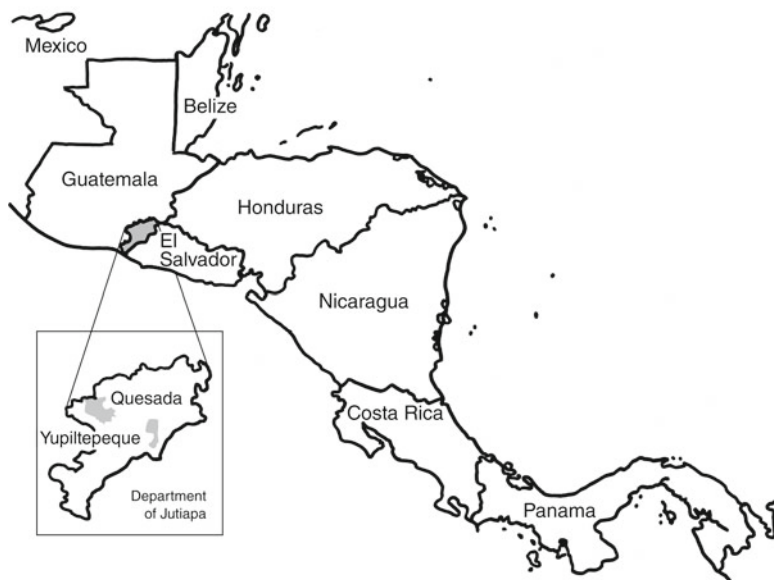 Mexico
Belize
Guatemala
Honduras
El
Salvador
Nicaragua
Costa Rica
Panama
Quesada
Yupiltepeque
Department
of Jutiapa